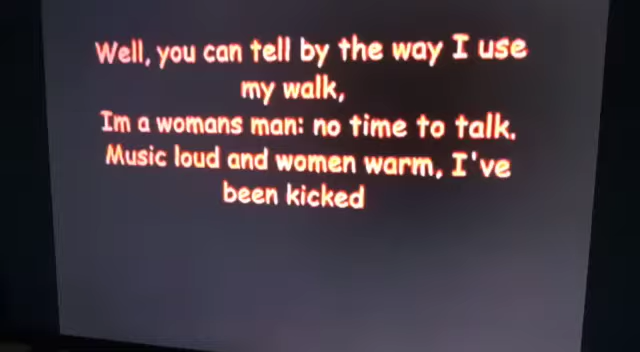 Well, you can tell by the way I use
my walk,
Im a womans man: no time to talk.
Music loud and women warm, I've
been kicked